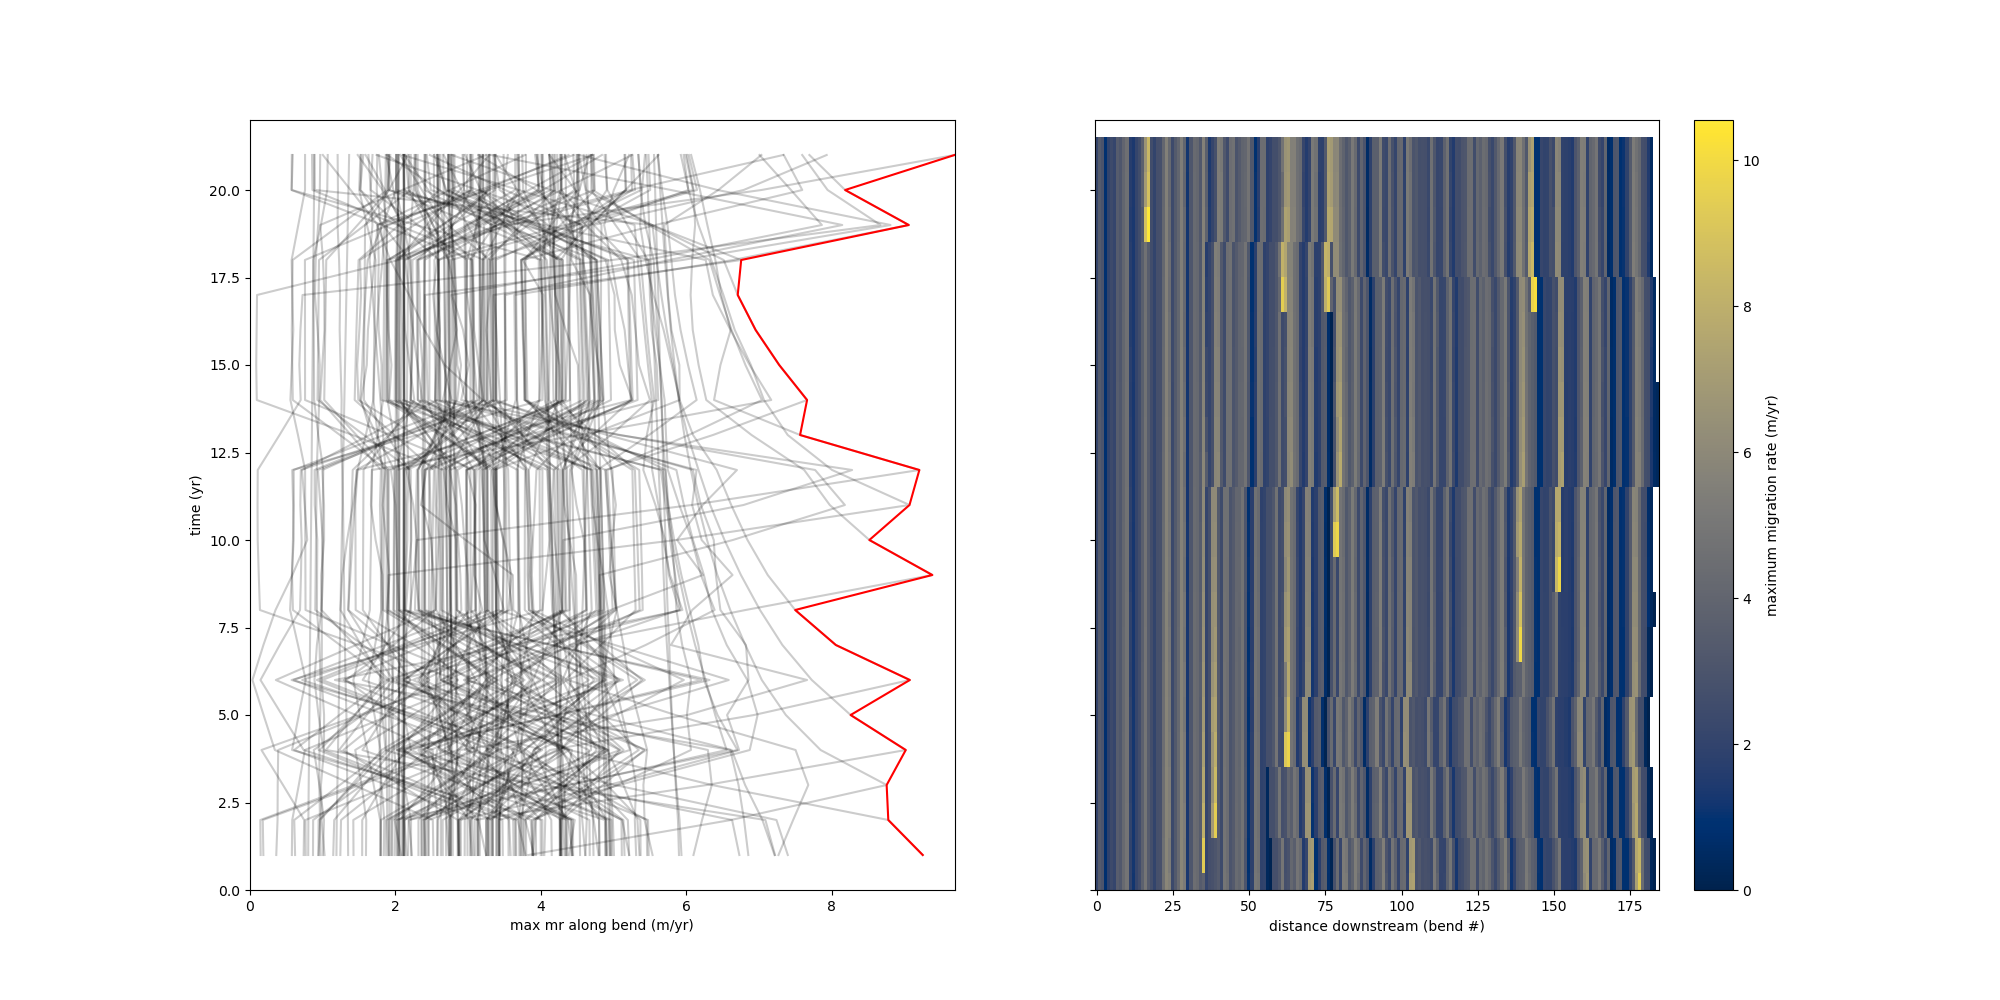 20.0
17.5
15.0
12.5
10.0
7.5
5.0
2.5
0.0
time (yr)
0 2 4 6 8
max mr along bend (m/yr)
0 25 50 75 100 125 150 175
distance downstream (bend #)
10
8
6
4
2
0
maximum migration rate (m/yr)